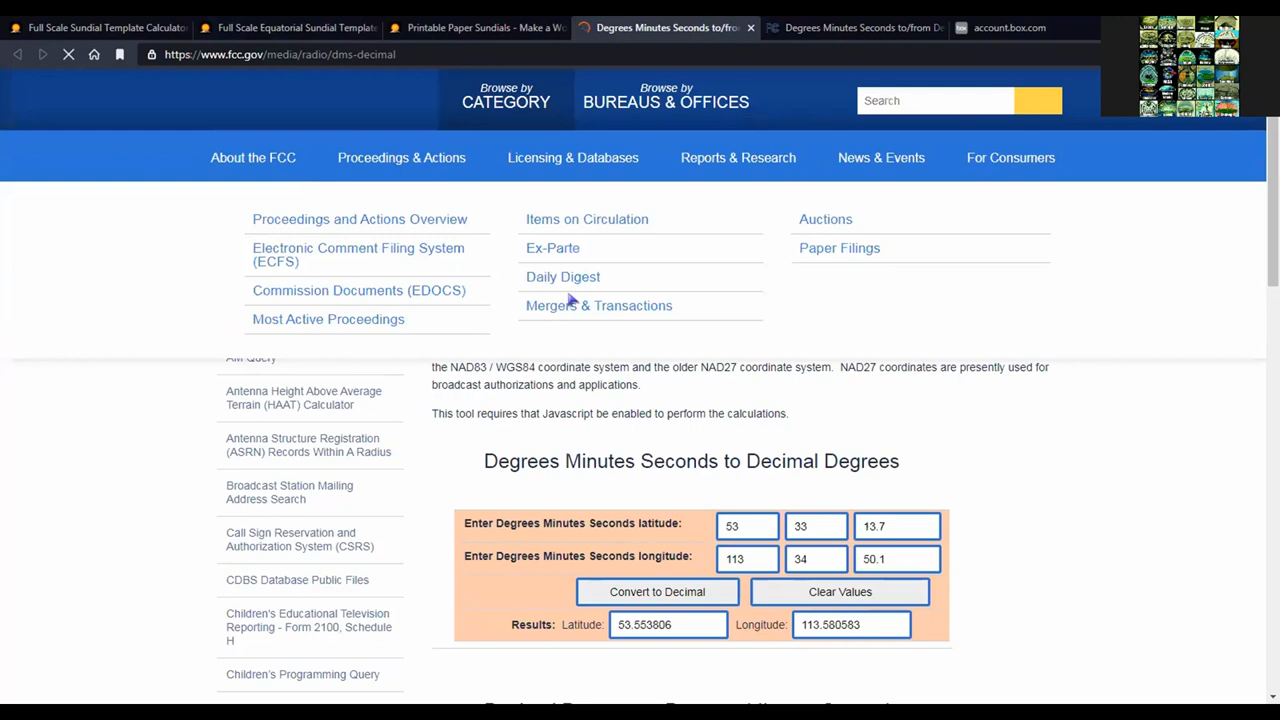 Full Scale Sundial Template Calculator
Full Scale Equatorial Sundial Template
Printable Paper Sundials - Make a Wo
Degrees Minutes Seconds to/from
Degrees Minutes Seconds to/from De
box account.box.com
https://www.fcc.gov/media/radio/dms-decimal
Browse by
CATEGORY
Browse by
BUREAUS & OFFICES
Search
About the FCC
Proceedings & Actions
Licensing & Databases
Reports & Research
News & Events
For Consumers
Proceedings and Actions Overview
Electronic Comment Filing System
(ECFS)
Commission Documents (EDOCS)
Most Active Proceedings
Items on Circulation
Ex-Parte
Daily Digest
Mergers & Transactions
Auctions
Paper Filings
AM Query
Antenna Height Above Average
Terrain (HAAT) Calculator
Antenna Structure Registration
(ASRN) Records Within A Radius
Broadcast Station Mailing
Address Search
Call Sign Reservation and
Authorization System (CSRS)
CDBS Database Public Files
Children's Educational Television
Reporting - Form 2100, Schedule
H
Children's Programming Query
the NAD83 / WGS84 coordinate system and the older NAD27 coordinate system. NAD27 coordinates are presently used for
broadcast authorizations and applications.
This tool requires that Javascript be enabled to perform the calculations.
Degrees Minutes Seconds to Decimal Degrees
Enter Degrees Minutes Seconds latitude: 53 33 13.7
Enter Degrees Minutes Seconds longitude: 113 34 50.1
Convert to Decimal Clear Values
Results: Latitude: 53.553806 Longitude: 113.580583